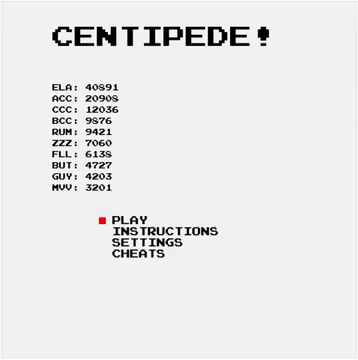 CENTIPEDE!
ELA: 40891
ACC: 20908
CCC: 12036
BCC: 9876
RUM: 9421
ZZZ: 7060
FLL: 6138
BUT: 4727
GUY: 4203
MVV: 3201
PLAY
INSTRUCTIONS
SETTINGS
CHEATS